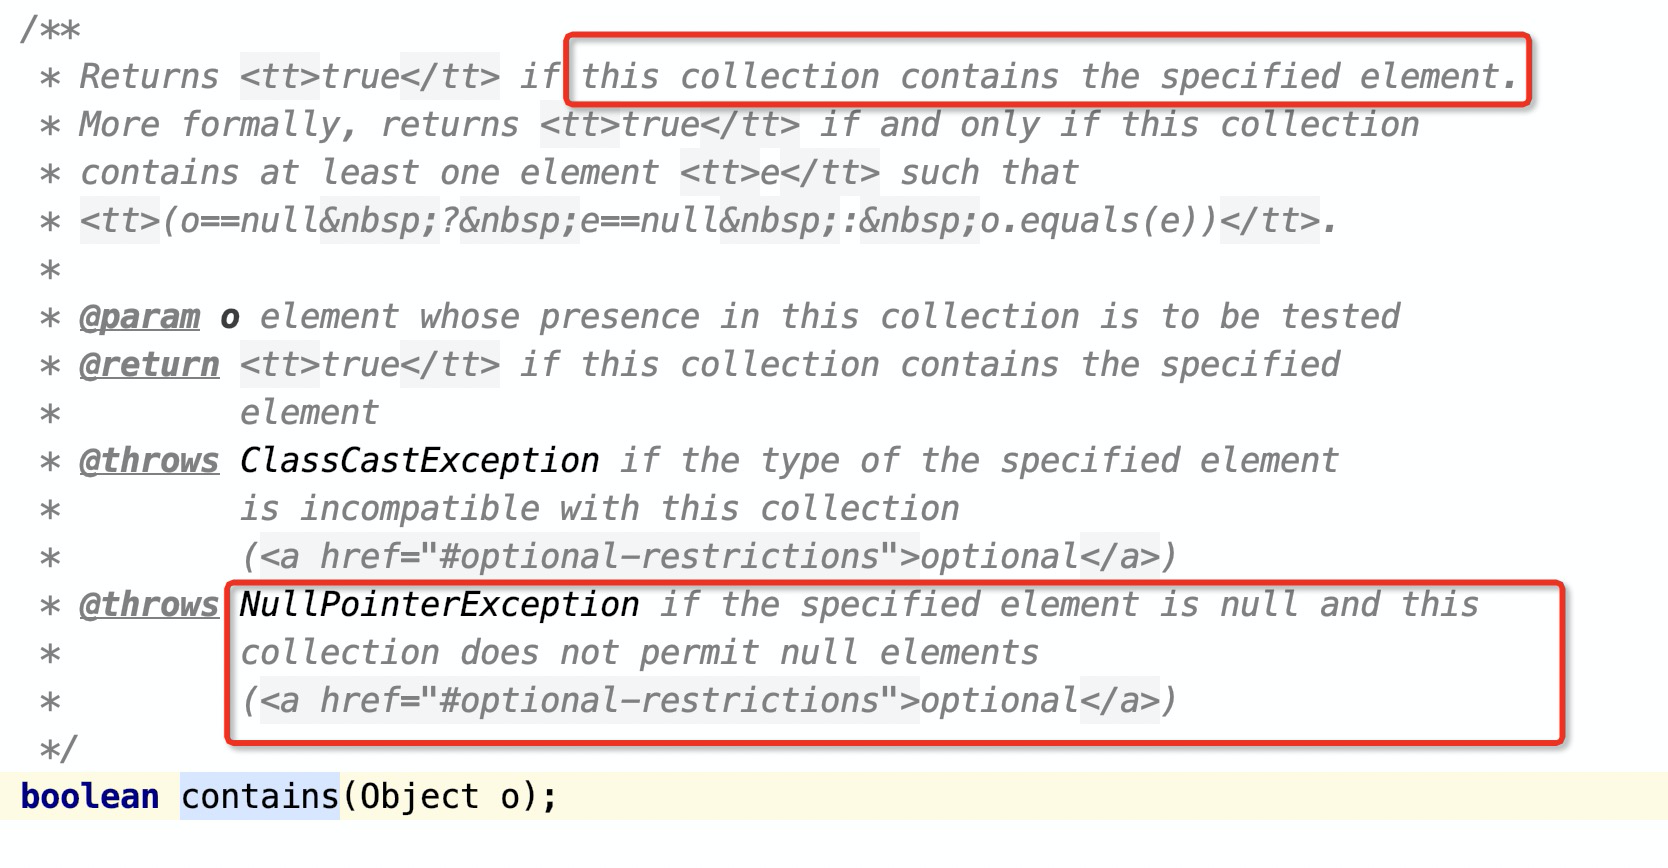 /**
* Returns <tt>true</tt> if this collection contains the specified element.
* More formally, returns <tt>true</tt> if and only if this collection
* contains at least one element <tt>e</tt> such that
* <tt>(o==null&nbsp;?&nbsp;e==null&nbsp;:&nbsp;o.equals(e))</tt>.
*
* @param o element whose presence in this collection is to be tested
* @return <tt>true</tt> if this collection contains the specified
* element
* @throws ClassCastException if the type of the specified element
* is incompatible with this collection
* (<a href="#optional-restrictions">optional</a>)
* @throws NullPointerException if the specified element is null and this
* collection does not permit null elements
* (<a href="#optional-restrictions">optional</a>)
*/
boolean contains(Object o);